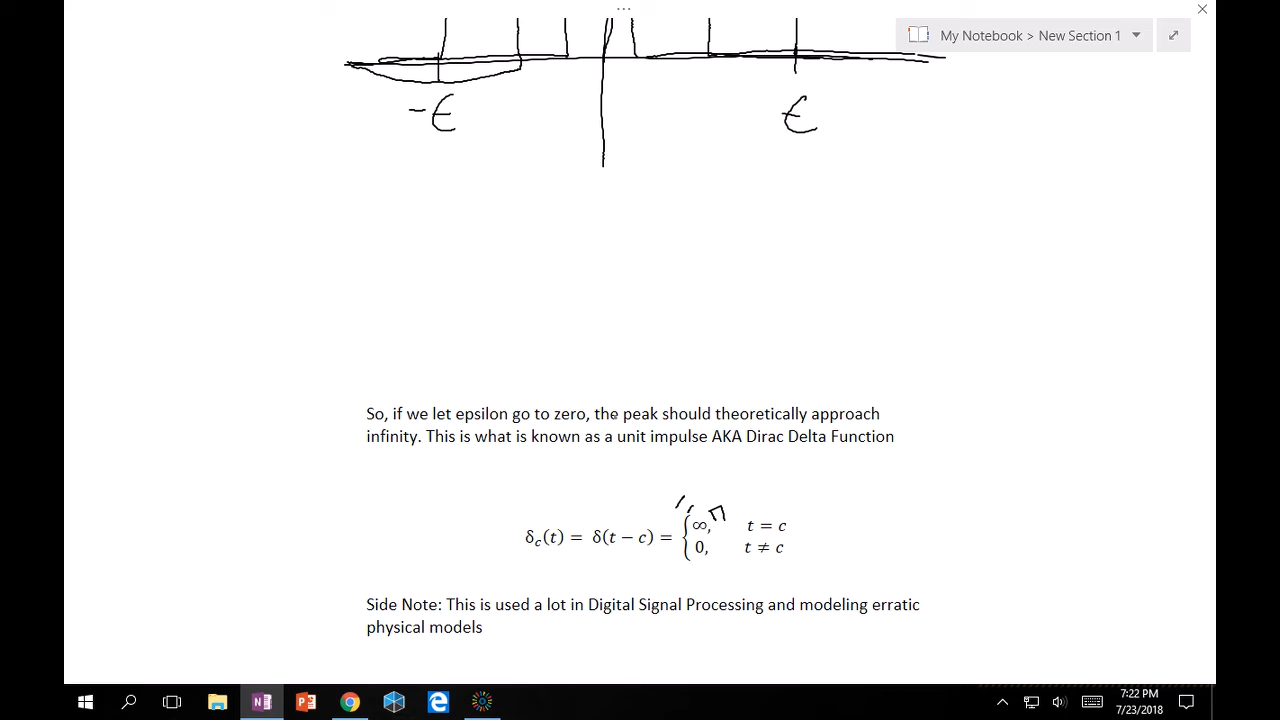 My Notebook > New Section 1
-ϵ ϵ
So, if we let epsilon go to zero, the peak should theoretically approach
infinity. This is what is known as a unit impulse AKA Dirac Delta Function
δc(t) = δ(t − c) = {∞, t = c
0, t ≠ c
Side Note: This is used a lot in Digital Signal Processing and modeling erratic
physical models
7:22 PM
7/23/2018